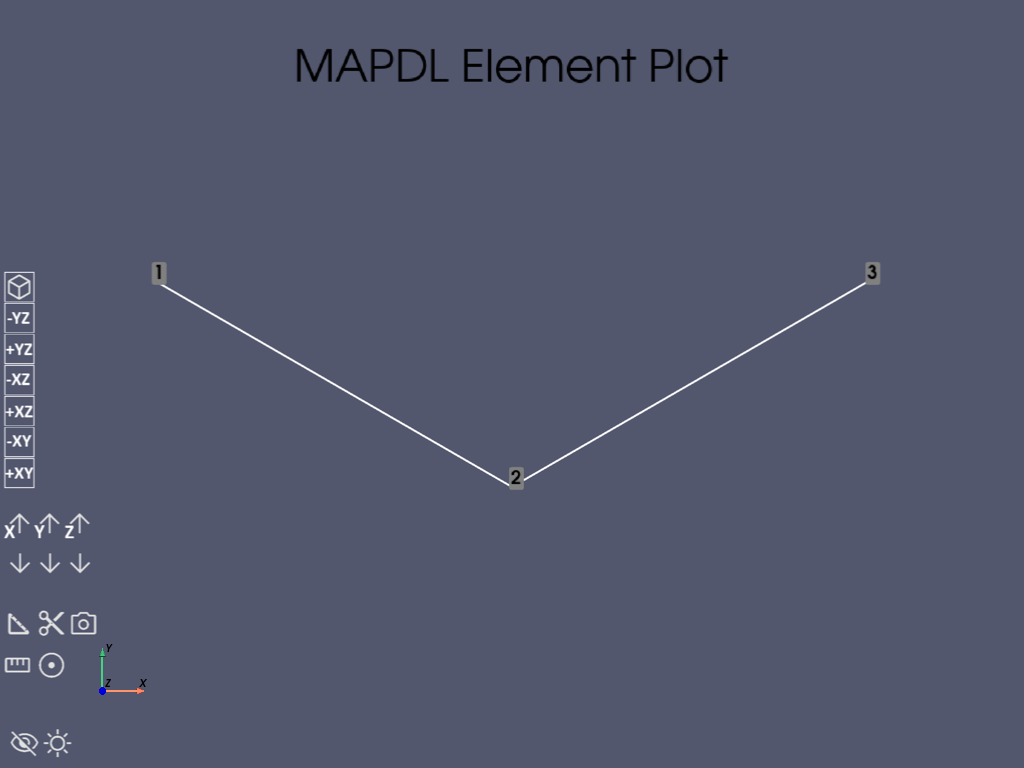 MAPDL Element Plot
1
3
2
-YZ
+YZ
-XZ
+XZ
-XY
+XY
X Y Z
Y
Z X